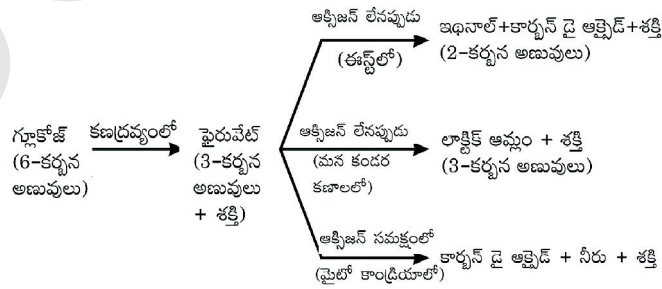 ఆక్సిజన్ లేనప్పుడు
(ఈస్ట్‌లో)
ఇథనాల్+కార్బన్ డై ఆక్సైడ్+శక్తి
(2-కర్బన అణువులు)
గ్లూకోజ్
(6-కర్బన
అణువులు)
కణద్రవ్యంలో
ఫైరువేట్
(3-కర్బన
అణువులు
+ శక్తి)
ఆక్సిజన్ లేనప్పుడు
(మన కండర
కణాలలో)
లాక్టిక్ ఆమ్లం + శక్తి
(3-కర్బన అణువులు)
ఆక్సిజన్ సమక్షంలో
(మైటో కాండ్రియాలో)
కార్బన్ డై ఆక్సైడ్ + నీరు + శక్తి